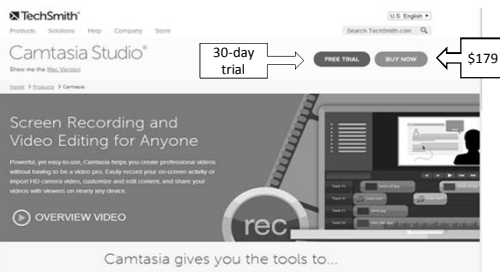 TechSmith®
U.S. English
Products Solutions Help Company Store
Search TechSmith.com
Camtasia Studio®
30-day trial
FREE TRIAL
BUY NOW
$179
Show me the Mac Version
Home > Products > Camtasia
Screen Recording and
Video Editing for Anyone
Powerful, yet easy-to-use, Camtasia helps you create professional videos
without having to be a video pro. Easily record your on-screen activity or
import HD camera video, customize and edit content, and share your
videos with viewers on nearly any device.
OVERVIEW VIDEO
rec
Camtasia gives you the tools to...